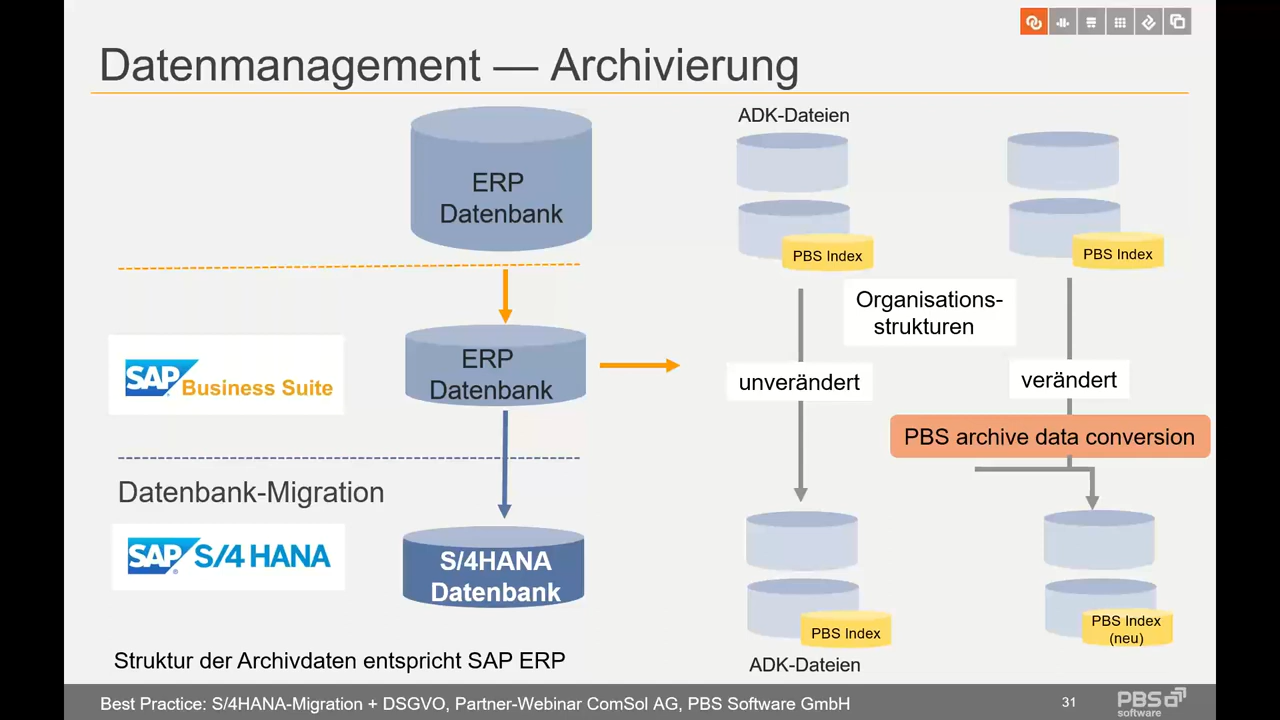 Datenmanagement — Archivierung
ADK-Dateien
ERP
Datenbank
PBS Index
PBS Index
Organisations-
strukturen
SAP Business Suite
ERP
Datenbank
unverändert
verändert
PBS archive data conversion
Datenbank-Migration
SAP S/4 HANA
S/4HANA
Datenbank
PBS Index
PBS Index
(neu)
ADK-Dateien
Struktur der Archivdaten entspricht SAP ERP
Best Practice: S/4HANA-Migration + DSGVO, Partner-Webinar ComSol AG, PBS Software GmbH
31
PBS
software